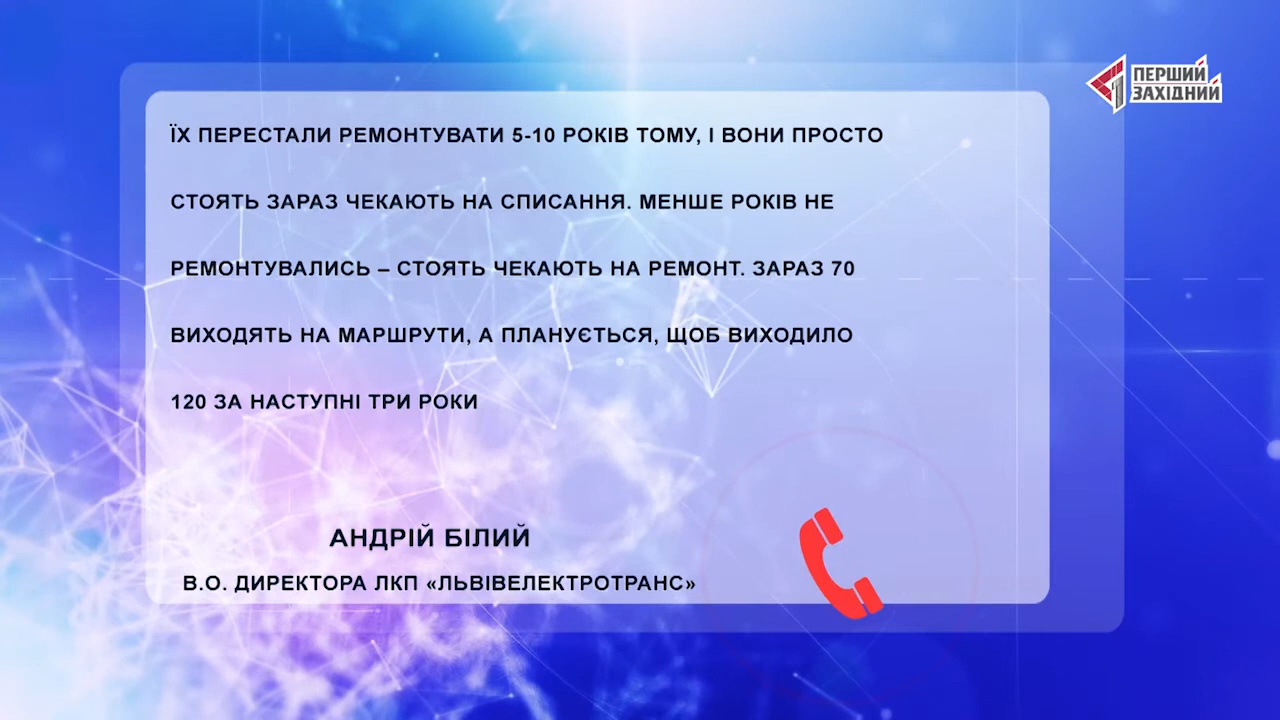 ПЕРШИЙ
ЗАХІДНИЙ
ЇХ ПЕРЕСТАЛИ РЕМОНТУВАТИ 5-10 РОКІВ ТОМУ, І ВОНИ ПРОСТО
СТОЯТЬ ЗАРАЗ ЧЕКАЮТЬ НА СПИСАННЯ. МЕНШЕ РОКІВ НЕ
РЕМОНТУВАЛИСЬ – СТОЯТЬ ЧЕКАЮТЬ НА РЕМОНТ. ЗАРАЗ 70
ВИХОДЯТЬ НА МАРШРУТИ, А ПЛАНУЄТЬСЯ, ЩОБ ВИХОДИЛО
120 ЗА НАСТУПНІ ТРИ РОКИ
АНДРІЙ БІЛИЙ
В.О. ДИРЕКТОРА ЛКП «ЛЬВІВЕЛЕКТРОТРАНС»